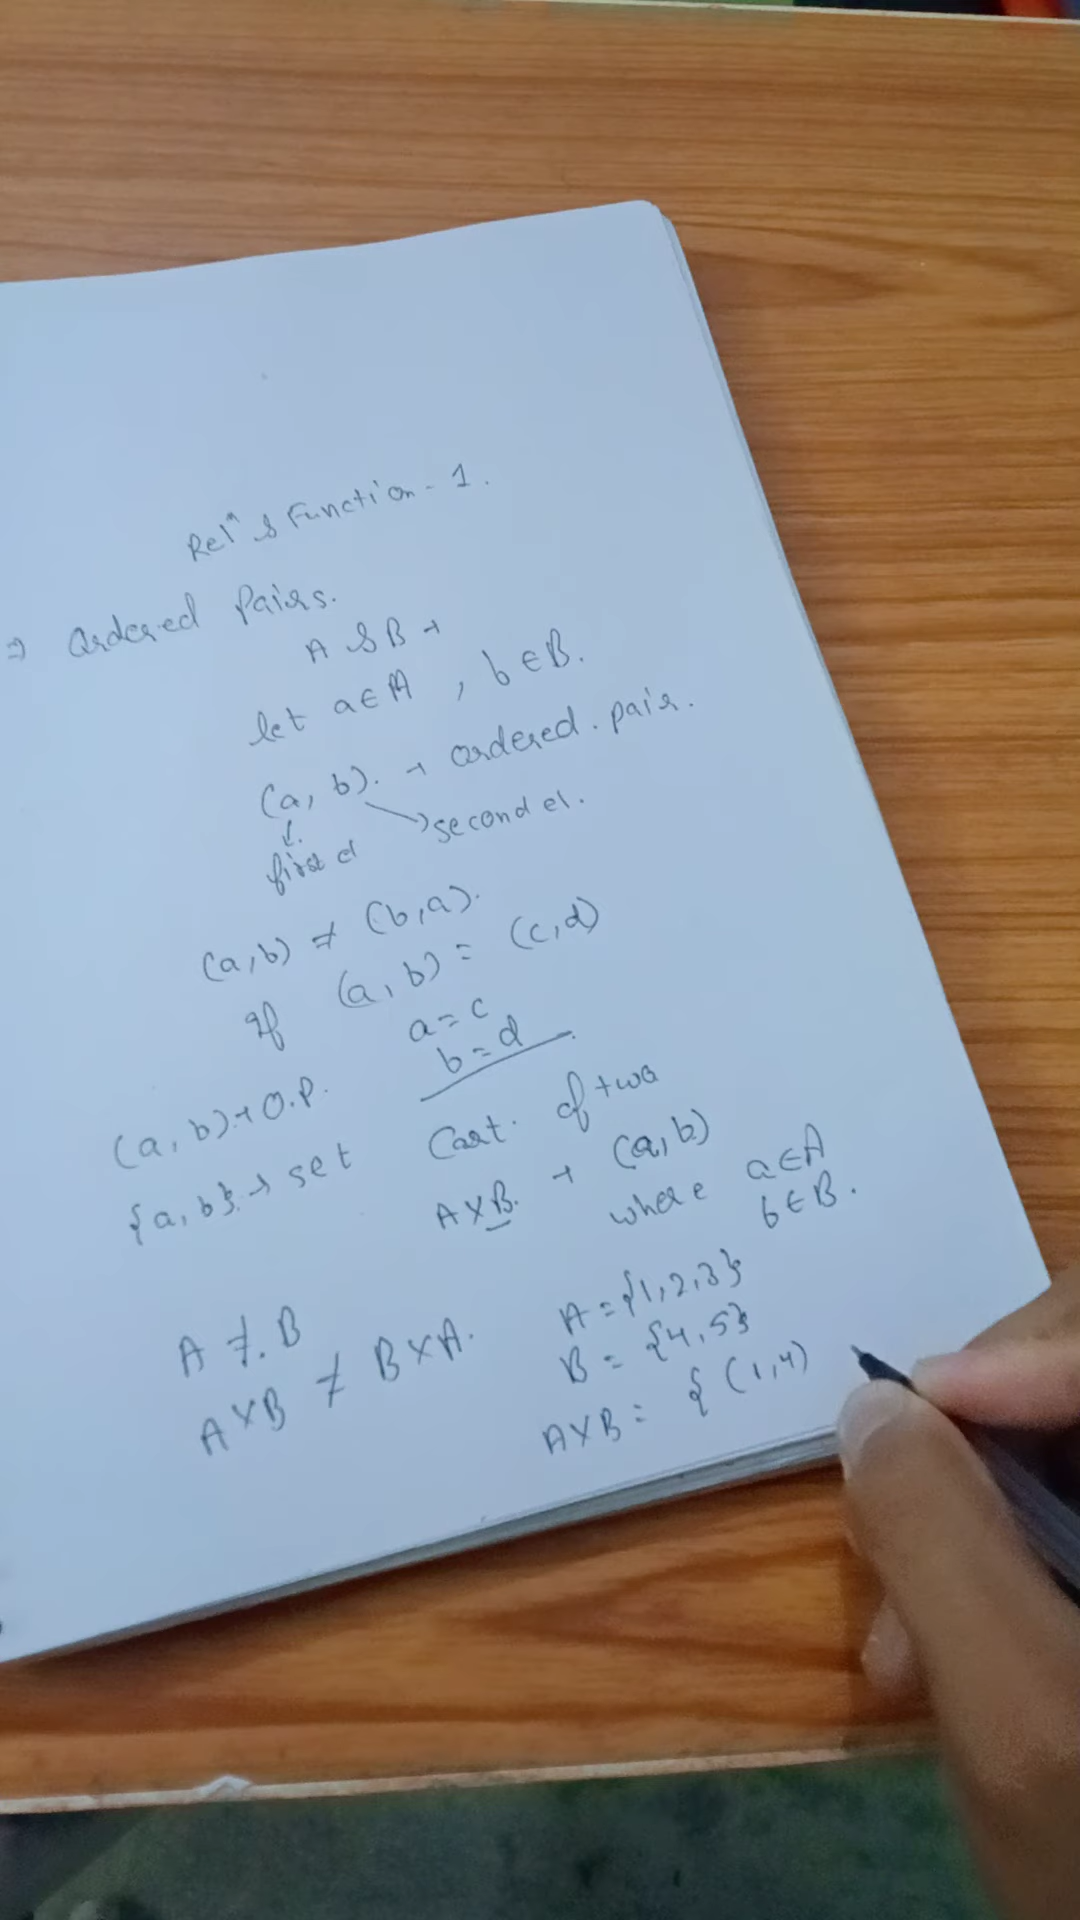 Relⁿ & Function - 1.
⇒ Ordered Pairs.
A & B →
let a∈A , b∈B.
(a, b). → ordered. pair.
↓ →second el.
first el
(a,b) ≠ (b,a).
If (a, b) = (c,d)
a=c
b=d
(a, b)→ O.P.
{a, b}→ set
Cart. of two
A×B. → (a,b)
where a∈A
b∈B.
A ≠. B
A×B ≠ B×A.
A={1,2,3}
B = {4,5}
A×B = { (1,4)